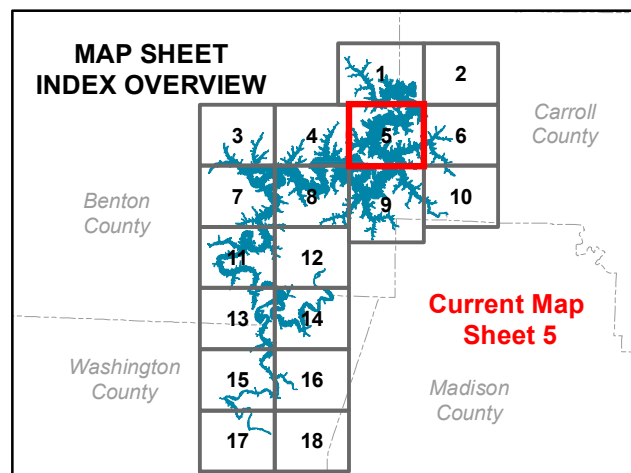 MAP SHEET
INDEX OVERVIEW
1
2
3
4
5
6
Carroll
County
Benton
County
7
8
9
10
11
12
13
14
Current Map
Sheet 5
Washington
County
15
16
Madison
County
17
18